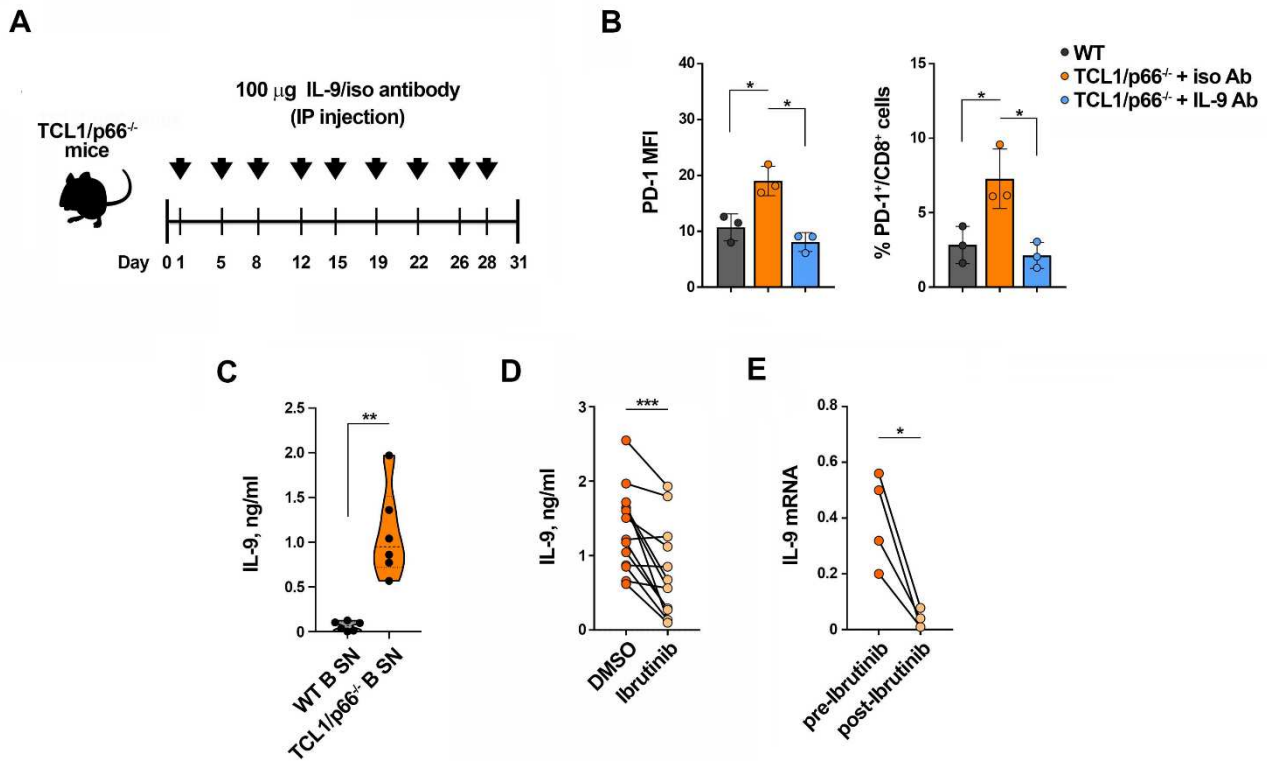 A
100 μg IL-9/iso antibody
(IP injection)
TCL1/p66-/-
mice
Day 0 1 5 8 12 15 19 22 26 28 31
B
WT
TCL1/p66-/- + iso Ab
TCL1/p66-/- + IL-9 Ab
PD-1 MFI
40
30
20
10
0
*
*
% PD-1+/CD8+ cells
15
10
5
0
*
*
C
IL-9, ng/ml
2.5
2.0
1.5
1.0
0.5
0
**
WT B SN
TCL1/p66-/- B SN
D
IL-9, ng/ml
3
2
1
0
***
DMSO
Ibrutinib
E
IL-9 mRNA
0.8
0.6
0.4
0.2
0
*
pre-Ibrutinib
post-Ibrutinib